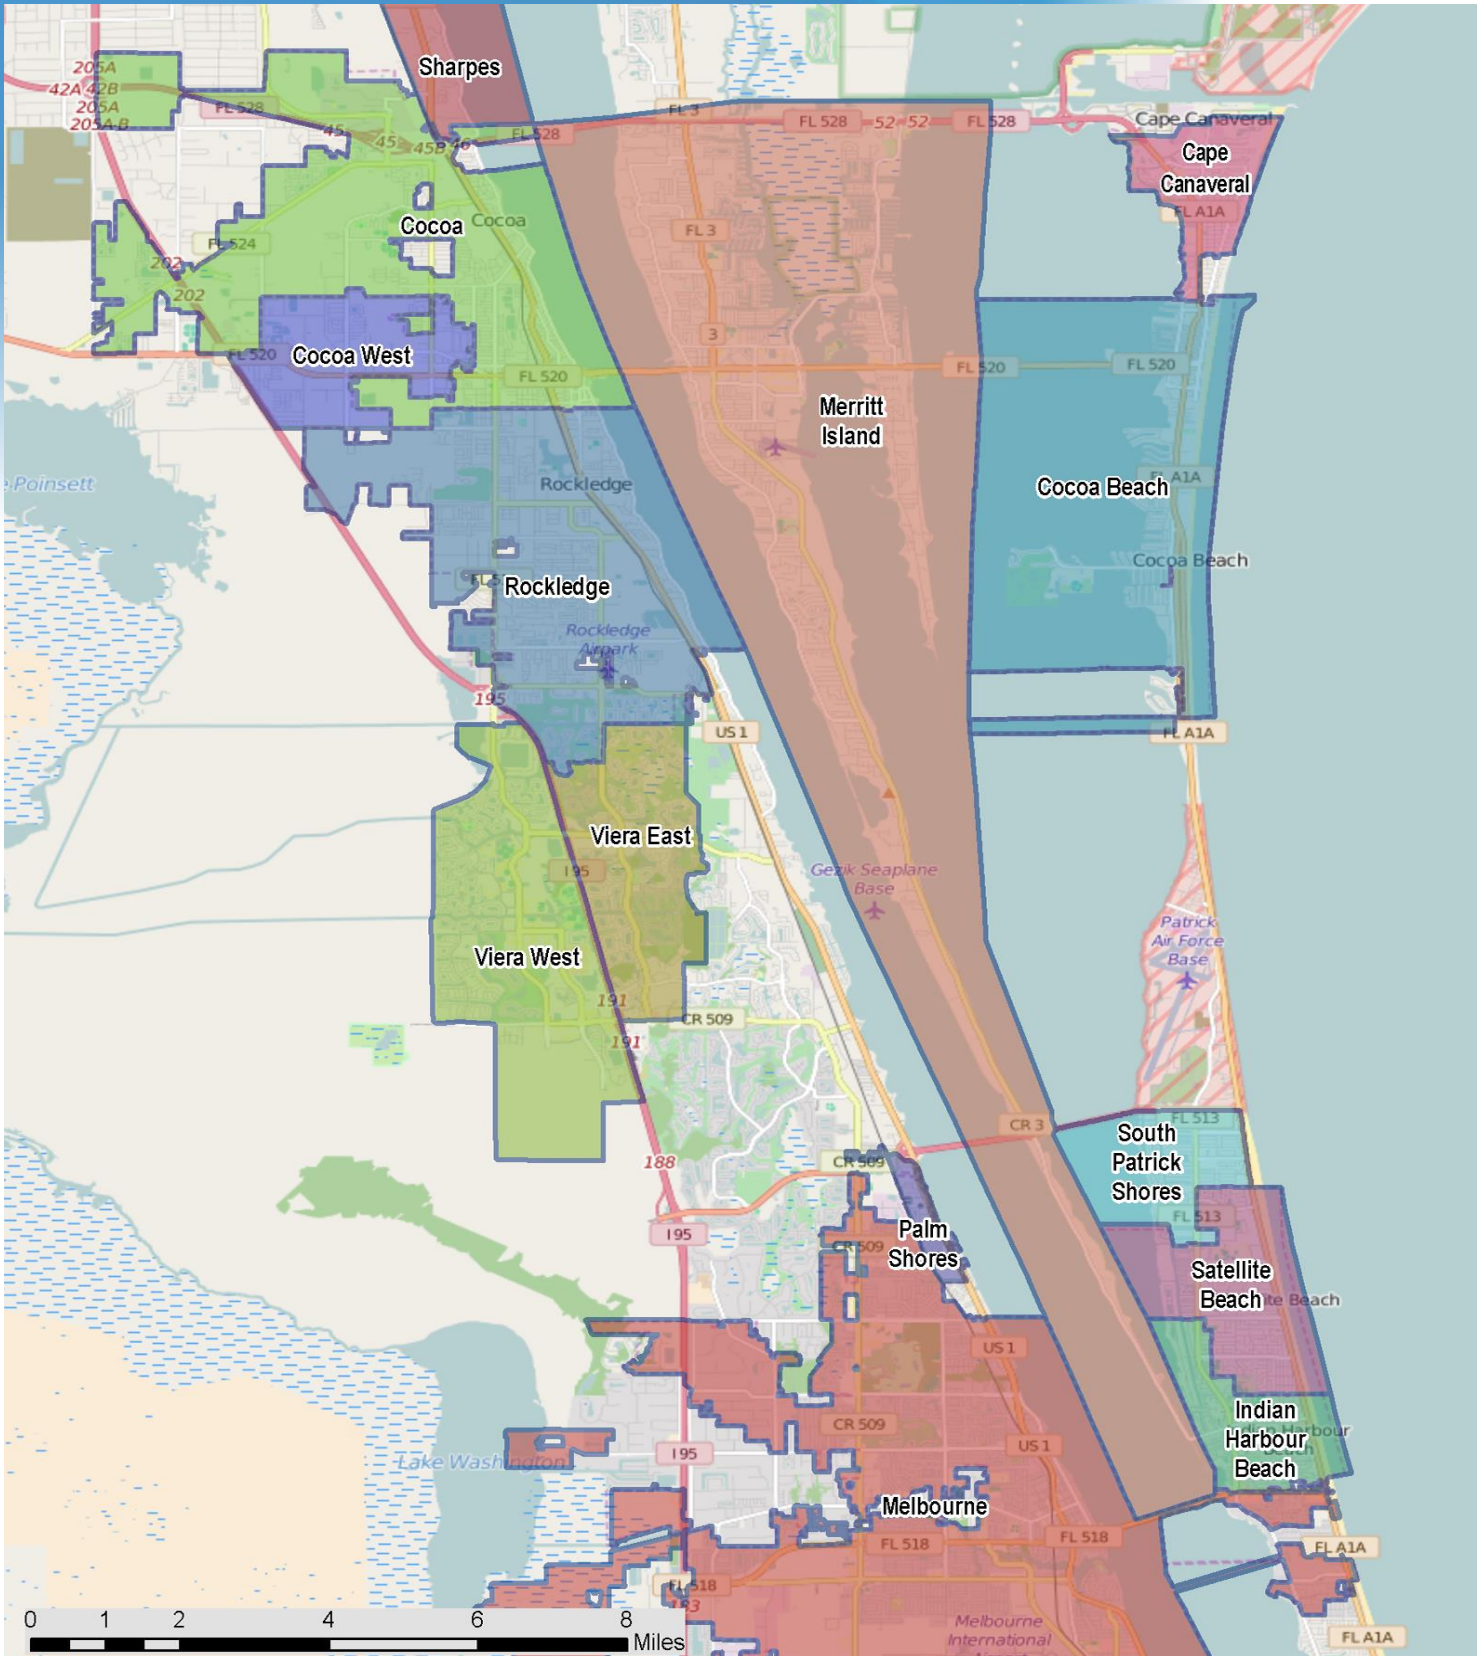 Sharpes
205A
42A 42B
205A
205A-B
FL 528
45
45
45B
46
FL 528
FL 3
FL 528
52
52
FL 528
Cape Canaveral
Cape
Canaveral
FL A1A
Cocoa
Cocoa
FL 524
202
202
FL 3
3
FL 520
Cocoa West
FL 520
FL 520
FL 520
Merritt
Island
Cocoa Beach
FL A1A
Cocoa Beach
e Poinsett
Rockledge
Rockledge
Rockledge
Airpark
195
US 1
FL A1A
Viera East
I 95
Gezik Seaplane
Base
Patrick
Air Force
Base
Viera West
191
CR 509
191
CR 3
FL 513
South
Patrick
Shores
188
CR 509
FL 513
I 95
CR 509
Palm
Shores
Satellite
Beach
ite Beach
US 1
Indian
Harbour
Beach
CR 509
US 1
I 95
Lake Washington
Melbourne
FL 518
FL 518
FL A1A
FL 518
183
Melbourne
International
FL A1A
0 1 2 4 6 8
Miles